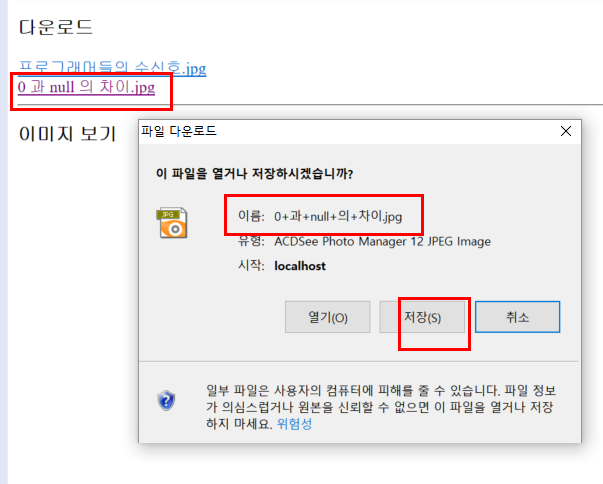 다운로드
프로그래머들의 수신호.jpg
0 과 null 의 차이.jpg
이미지 보기
파일 다운로드
이 파일을 열거나 저장하시겠습니까?
JPG
이름: 0+과+null+의+차이.jpg
유형: ACDSee Photo Manager 12 JPEG Image
시작: localhost
열기(O) 저장(S) 취소
일부 파일은 사용자의 컴퓨터에 피해를 줄 수 있습니다. 파일 정보
가 의심스럽거나 원본을 신뢰할 수 없으면 이 파일을 열거나 저장
하지 마세요. 위험성